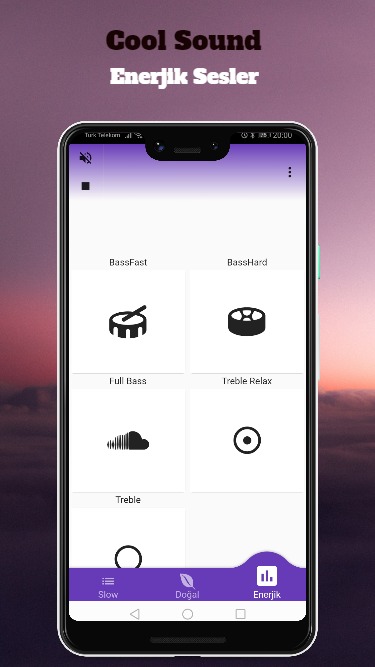 Cool Sound
Enerjik Sesler
Türk Telekom
20:00
BassFast
BassHard
Full Bass
Treble Relax
Treble
Slow
Doğal
Enerjik